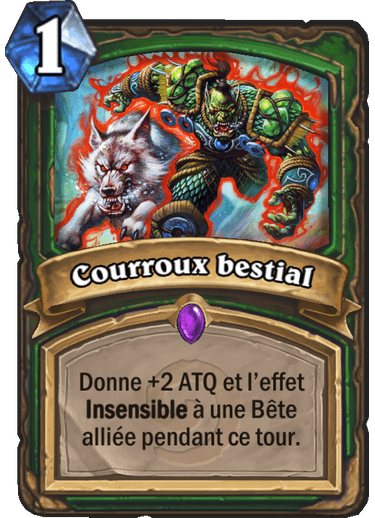 1
Courroux bestial
Donne +2 ATQ et l'effet
Insensible à une Bête
alliée pendant ce tour.